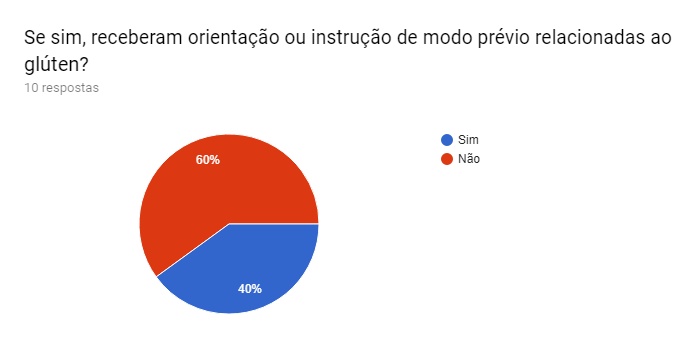 Se sim, receberam orientação ou instrução de modo prévio relacionadas ao
glúten?
10 respostas
Sim
Não
60%
40%